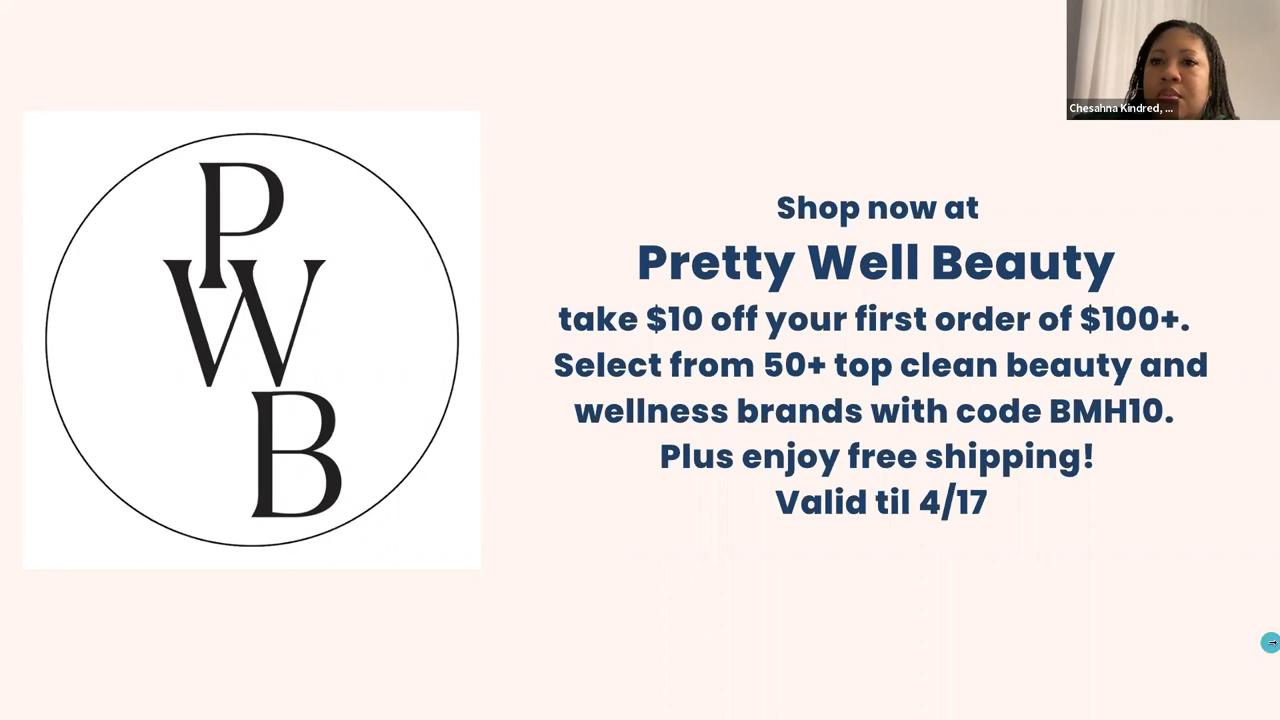 Chesahna Kindred, ...
P
W
B
Shop now at
Pretty Well Beauty
take $10 off your first order of $100+.
Select from 50+ top clean beauty and
wellness brands with code BMH10.
Plus enjoy free shipping!
Valid til 4/17